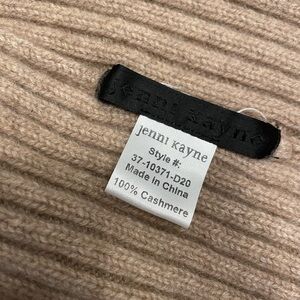 jenni kayne
jenni kayne
Style #:
37-10371-D20
Made in China
100% Cashmere